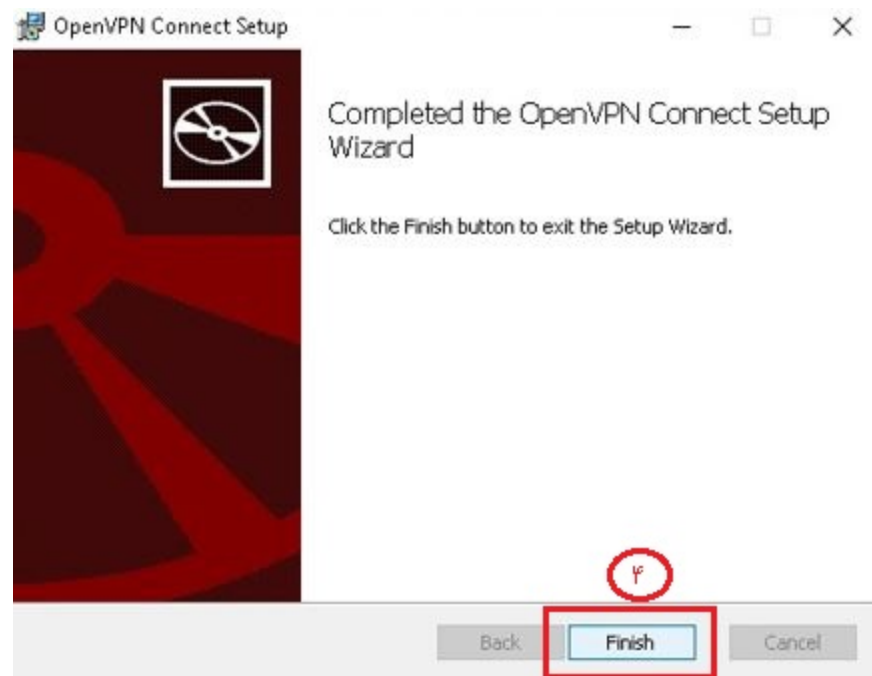 OpenVPN Connect Setup
Completed the OpenVPN Connect Setup
Wizard
Click the Finish button to exit the Setup Wizard.
۴
Back Finish Cancel